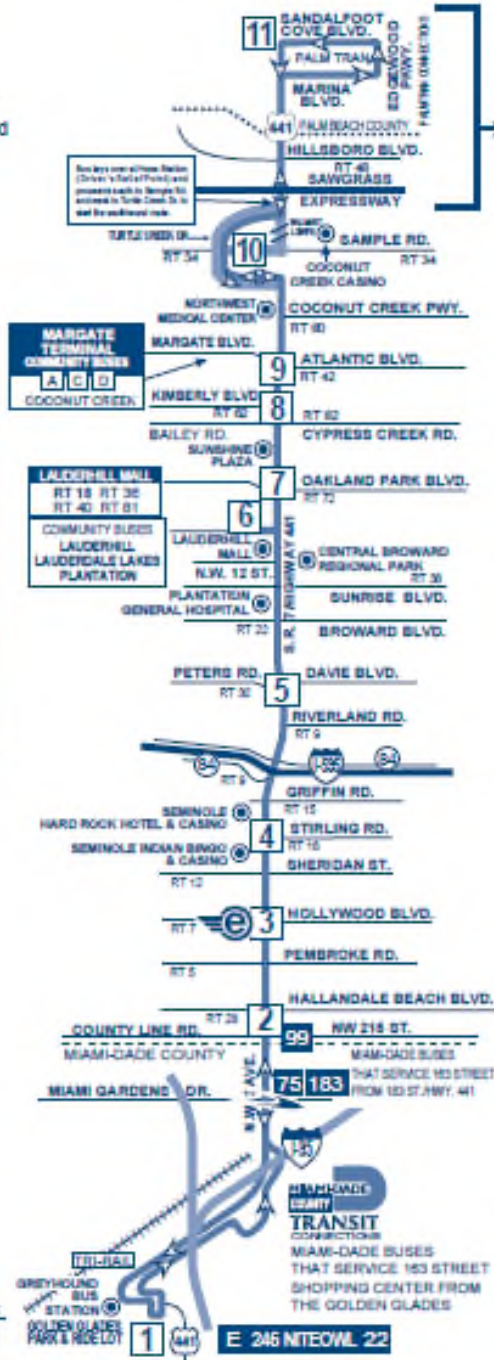 11
SANDALFOOT
COVE BLVD.
PALM TRAN
EDGEWOOD
PKWY.
MARINA
BLVD.
441
PALM BEACH COUNTY
HILLSBORO BLVD.
RT 48
SAWGRASS
EXPRESSWAY
TURTLE CREEK DR.
RT 34
10
SAMPLE RD.
RT 34
COCONUT
CREEK CASINO
NORTHWEST
MEDICAL CENTER
COCONUT CREEK PWY.
RT 60
MARGATE
TERMINAL
COMMUNITY BUSES
A C D
COCONUT CREEK
MARGATE BLVD.
9
ATLANTIC BLVD.
RT 42
KIMBERLY BLVD
RT 62
8
RT 62
CYPRESS CREEK RD.
BAILEY RD.
SUNSHINE
PLAZA
LAUDERHILL MALL
RT 18 RT 36
RT 40 RT 81
COMMUNITY BUSES
LAUDERHILL
LAUDERDALE LAKES
PLANTATION
7
OAKLAND PARK BLVD.
RT 72
6
LAUDERHILL
MALL
N.W. 12 ST.
S.R. 7 / HIGHWAY 441
CENTRAL BROWARD
REGIONAL PARK
RT 36
PLANTATION
GENERAL HOSPITAL
SUNRISE BLVD.
RT 22
BROWARD BLVD.
PETERS RD.
RT 30
5
DAVIE BLVD.
RIVERLAND RD.
RT 9
84
I-595
84
RT 9
GRIFFIN RD.
RT 15
SEMINOLE
HARD ROCK HOTEL & CASINO
4
STIRLING RD.
RT 16
SEMINOLE INDIAN BINGO
& CASINO
SHERIDAN ST.
RT 12
RT 7
e
3
HOLLYWOOD BLVD.
PEMBROKE RD.
RT 5
HALLANDALE BEACH BLVD.
RT 28
2
COUNTY LINE RD.
NW 215 ST.
99
MIAMI-DADE COUNTY
MIAMI-DADE BUSES
THAT SERVICE 163 STREET
FROM 183 ST./HWY. 441
75 183
MIAMI GARDENS DR.
N.W. 7 AVE.
I-95
MIAMI-DADE
COUNTY
TRANSIT
CONNECTIONS
MIAMI-DADE BUSES
THAT SERVICE 163 STREET
SHOPPING CENTER FROM
THE GOLDEN GLADES
TRI-RAIL
GREYHOUND
BUS
STATION
GOLDEN GLADES
PARK & RIDE LOT
1
441
E 246 NITEOWL 22